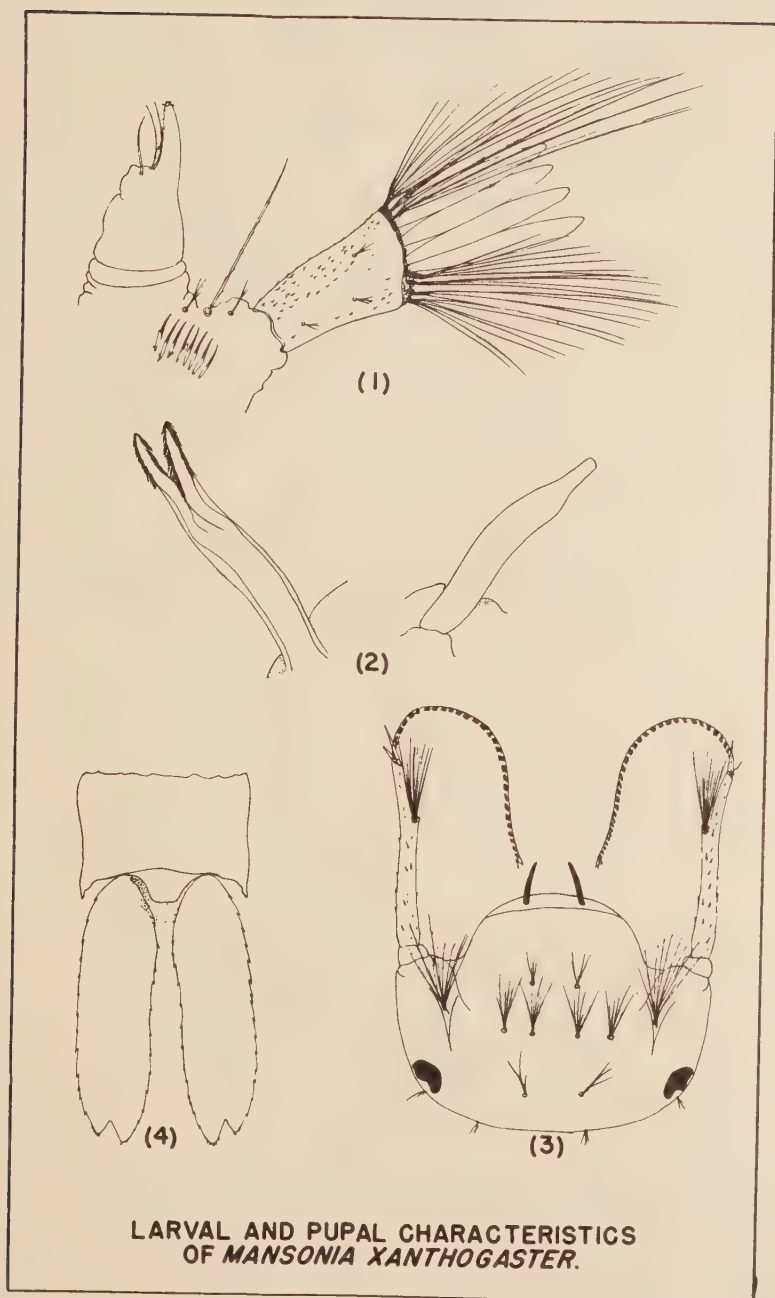 (1)
(2)
(4)
(3)
LARVAL AND PUPAL CHARACTERISTICS
OF MANSONIA XANTHOGASTER.